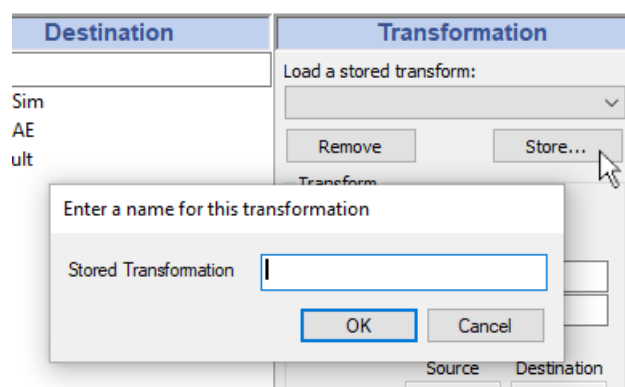 Destination
Transformation
Load a stored transform:
Sim
AE
ult
Remove
Store...
Transform
Enter a name for this transformation
Stored Transformation
OK
Cancel
Source
Destination